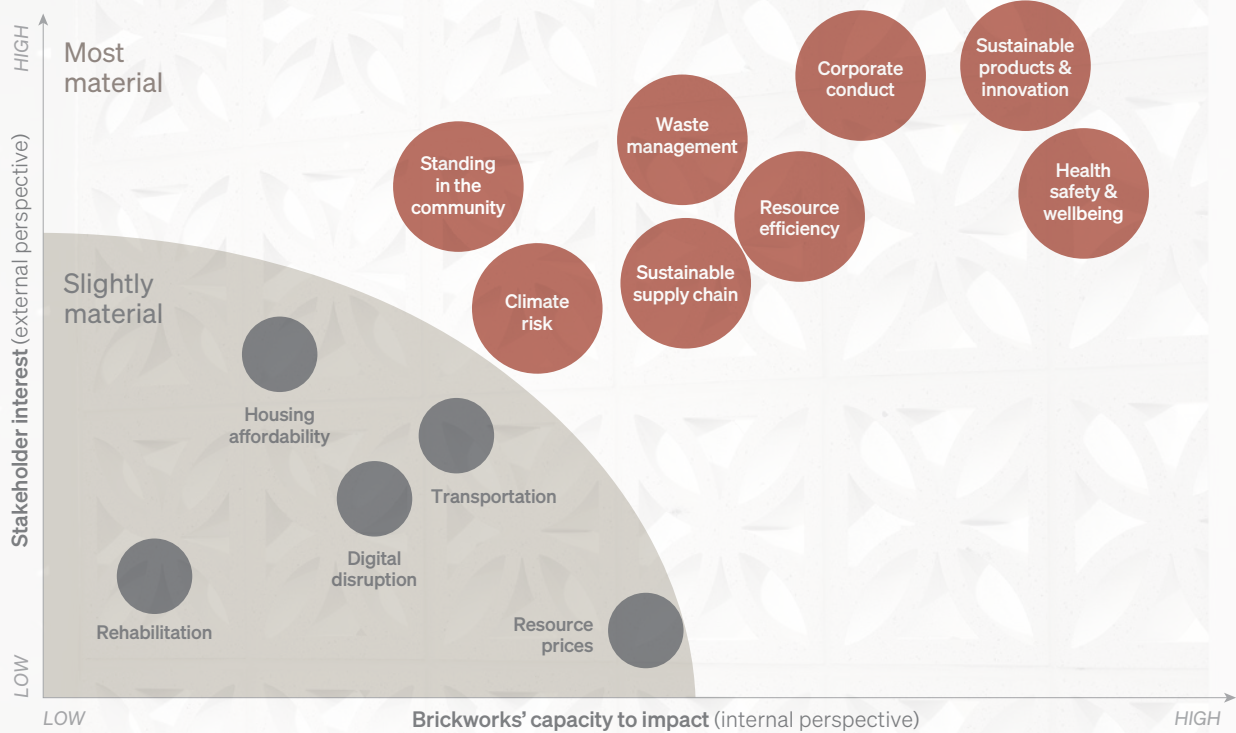 HIGH
Stakeholder interest (external perspective)
LOW
Most
material
Sustainable
products &
innovation
Corporate
conduct
Waste
management
Standing
in the
community
Health
safety &
wellbeing
Resource
efficiency
Sustainable
supply chain
Climate
risk
Slightly
material
Housing
affordability
Transportation
Digital
disruption
Rehabilitation
Resource
prices
LOW
Brickworks’ capacity to impact (internal perspective)
HIGH